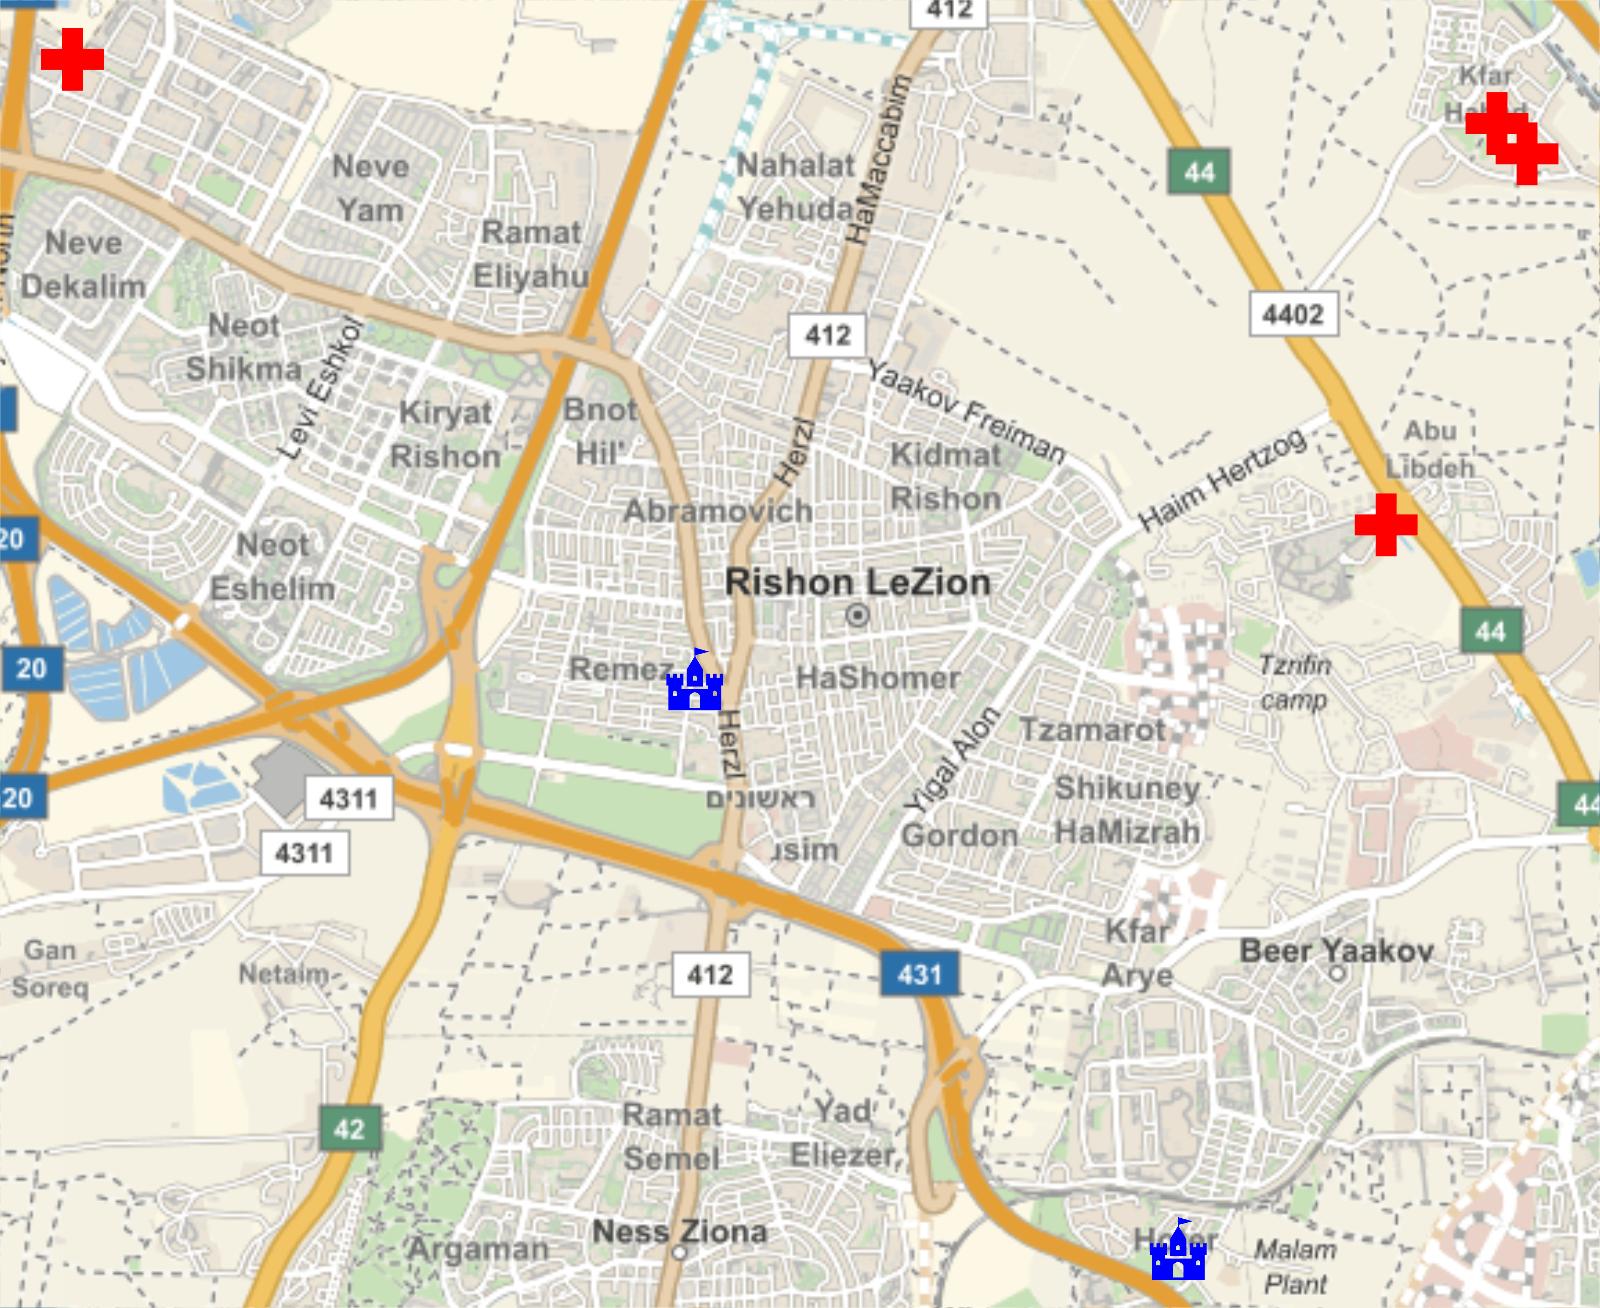 412
Kfar
HaMaccabim
Neve
Yam
Nahalat
Yehuda
44
Ramat
Eliyahu
Neve
Dekalim
North
4402
Neot
Shikma
Levi Eshkol
412
Yaakov Freiman
Kiryat
Rishon
Bnot
Hil'
Herzl
Kidmat
Rishon
Haim Hertzog
Abu
Libdeh
Abramovich
20
Neot
Eshelim
Rishon LeZion
44
20
Remez
HaShomer
Tzrifin
camp
Herzl
Yigal Alon
Tzamarot
20
4311
ראשונים
Shikuney
HaMizrah
44
4311
Gordon
Gan
Soreq
Netaim
412
431
Kfar
Arye
Beer Yaakov
42
Ramat
Semel
Yad
Eliezer
Argaman
Ness Ziona
Malam
Plant